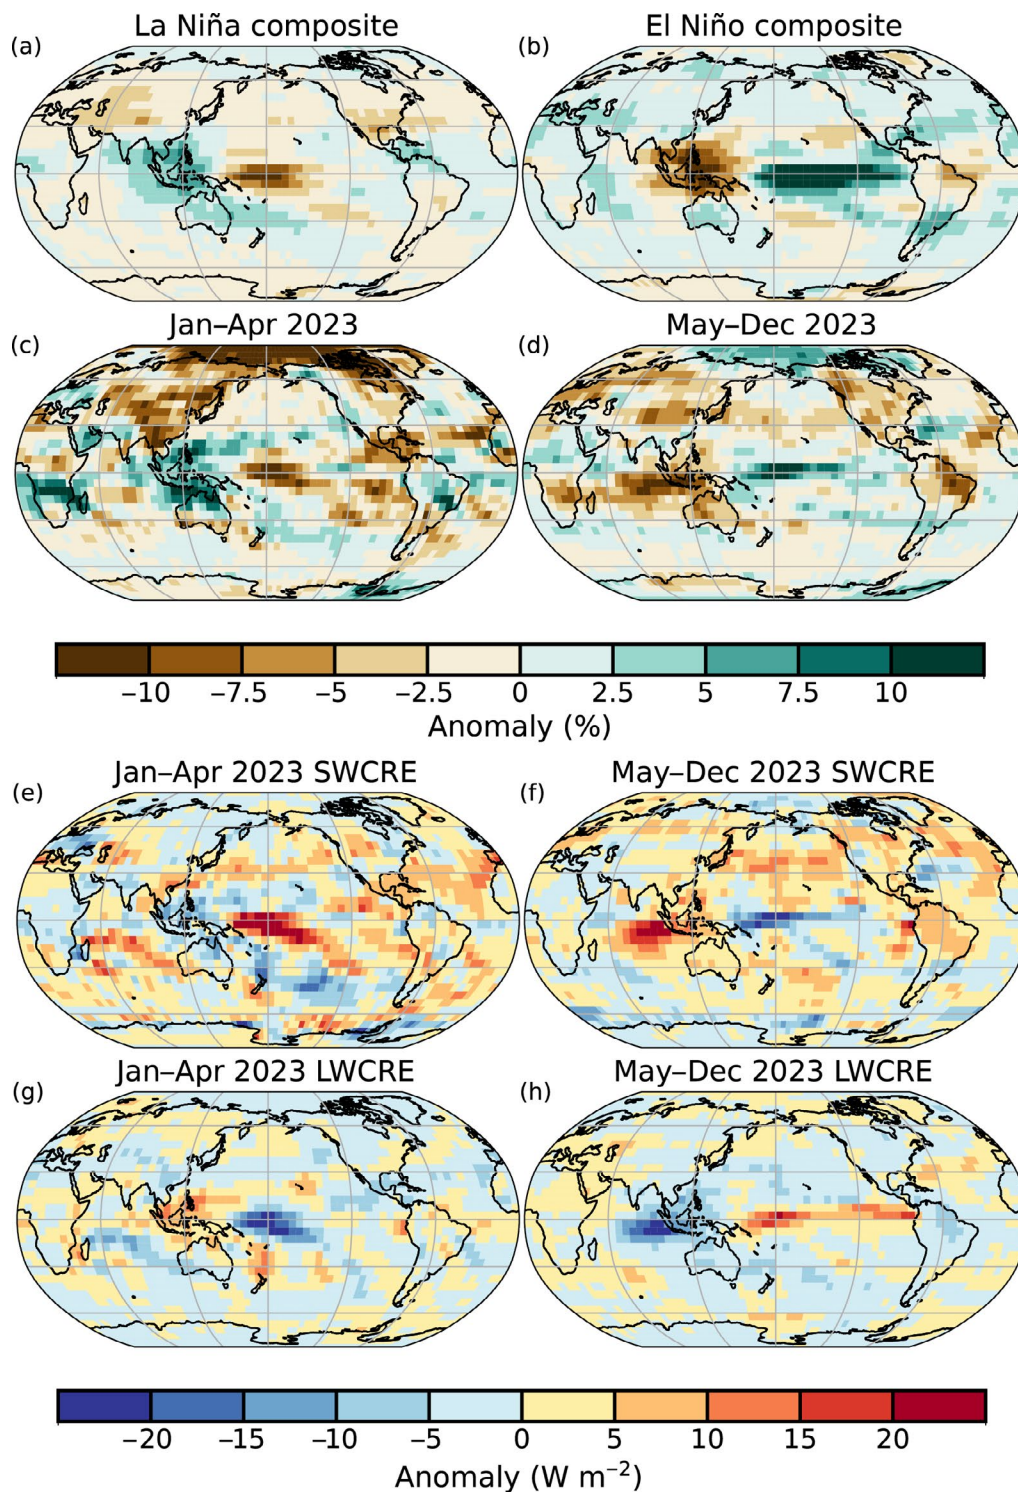 (a) La Niña composite
(b) El Niño composite
(c) Jan–Apr 2023
(d) May–Dec 2023
−10 −7.5 −5 −2.5 0 2.5 5 7.5 10
Anomaly (%)
(e) Jan–Apr 2023 SWCRE
(f) May–Dec 2023 SWCRE
(g) Jan–Apr 2023 LWCRE
(h) May–Dec 2023 LWCRE
−20 −15 −10 −5 0 5 10 15 20
Anomaly (W m⁻²)